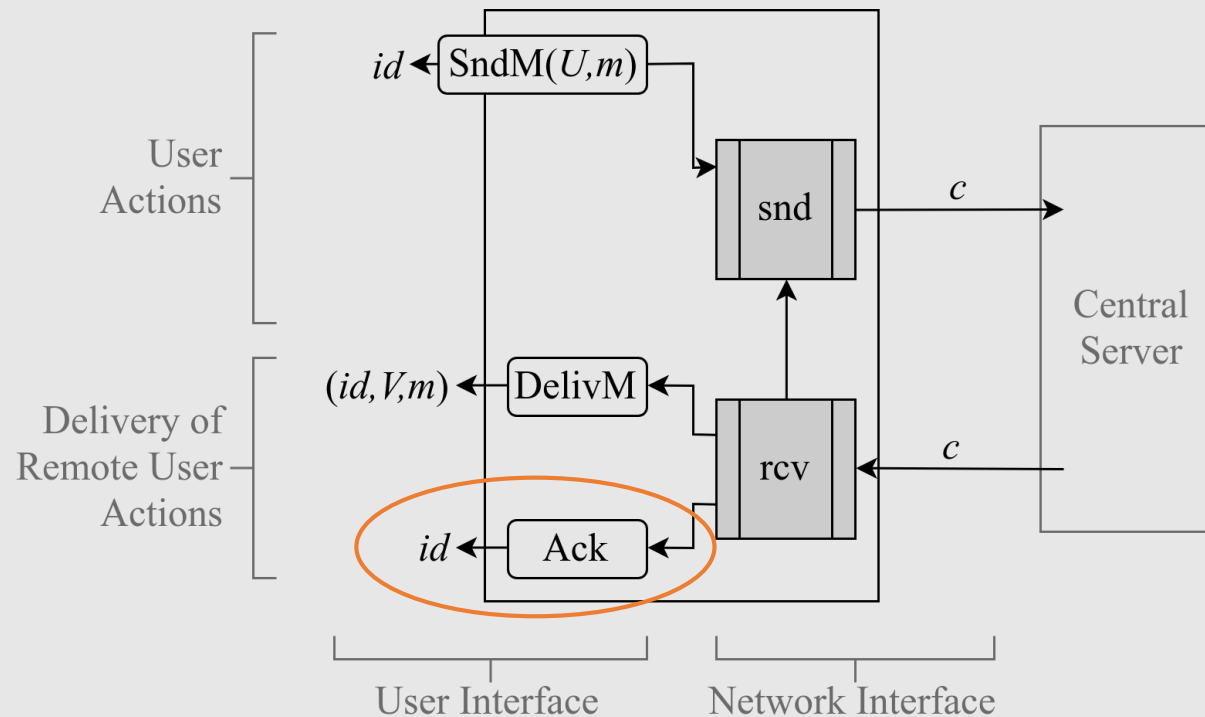 id
SndM(U,m)
User
Actions
snd
c
Central
Server
(id,V,m)
DelivM
Delivery of
Remote User
Actions
rcv
c
id
Ack
User Interface
Network Interface